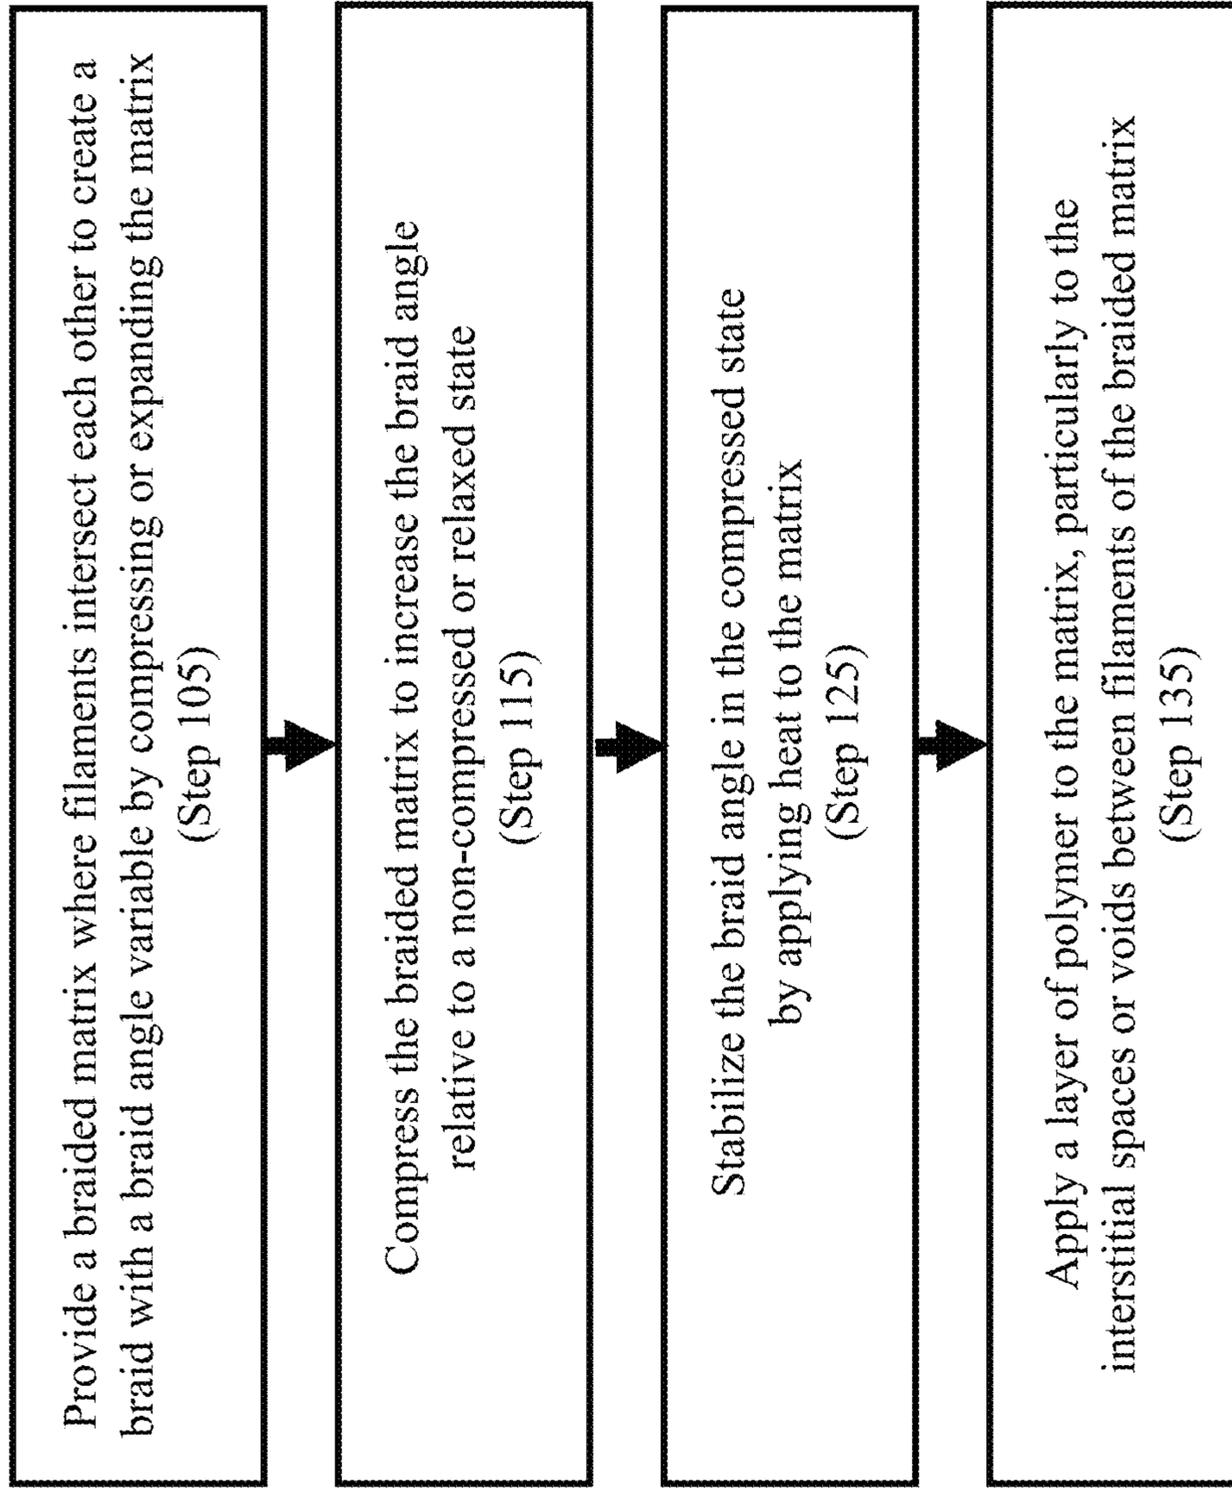 Provide a braided matrix where filaments intersect each other to create a
braid with a braid angle variable by compressing or expanding the matrix
(Step 105)
Compress the braided matrix to increase the braid angle
relative to a non-compressed or relaxed state
(Step 115)
Stabilize the braid angle in the compressed state
by applying heat to the matrix
(Step 125)
Apply a layer of polymer to the matrix, particularly to the
interstitial spaces or voids between filaments of the braided matrix
(Step 135)